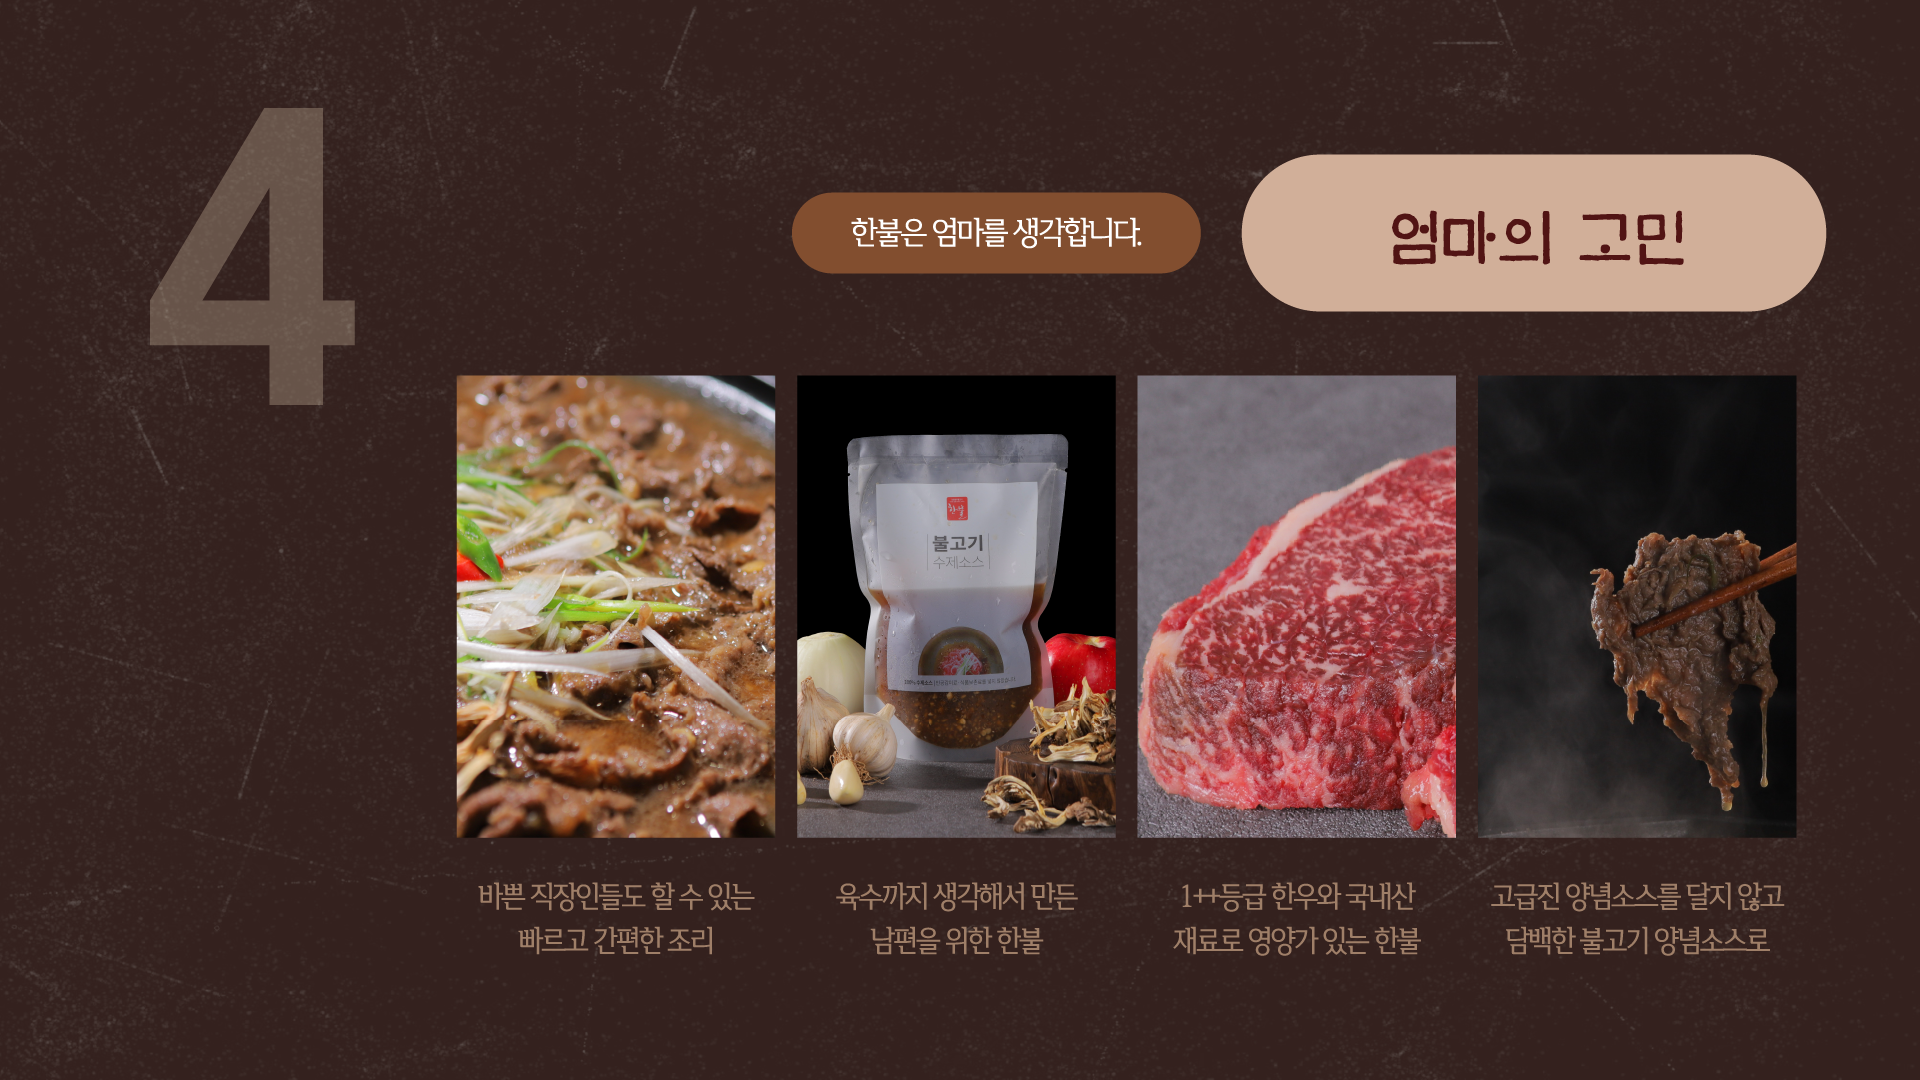 4
한불은 엄마를 생각합니다.
엄마의 고민
한불
불고기
수제소스
바쁜 직장인들도 할 수 있는
빠르고 간편한 조리
육수까지 생각해서 만든
남편을 위한 한불
1++등급 한우와 국내산
재료로 영양가 있는 한불
고급진 양념소스를 달지 않고
담백한 불고기 양념소스로